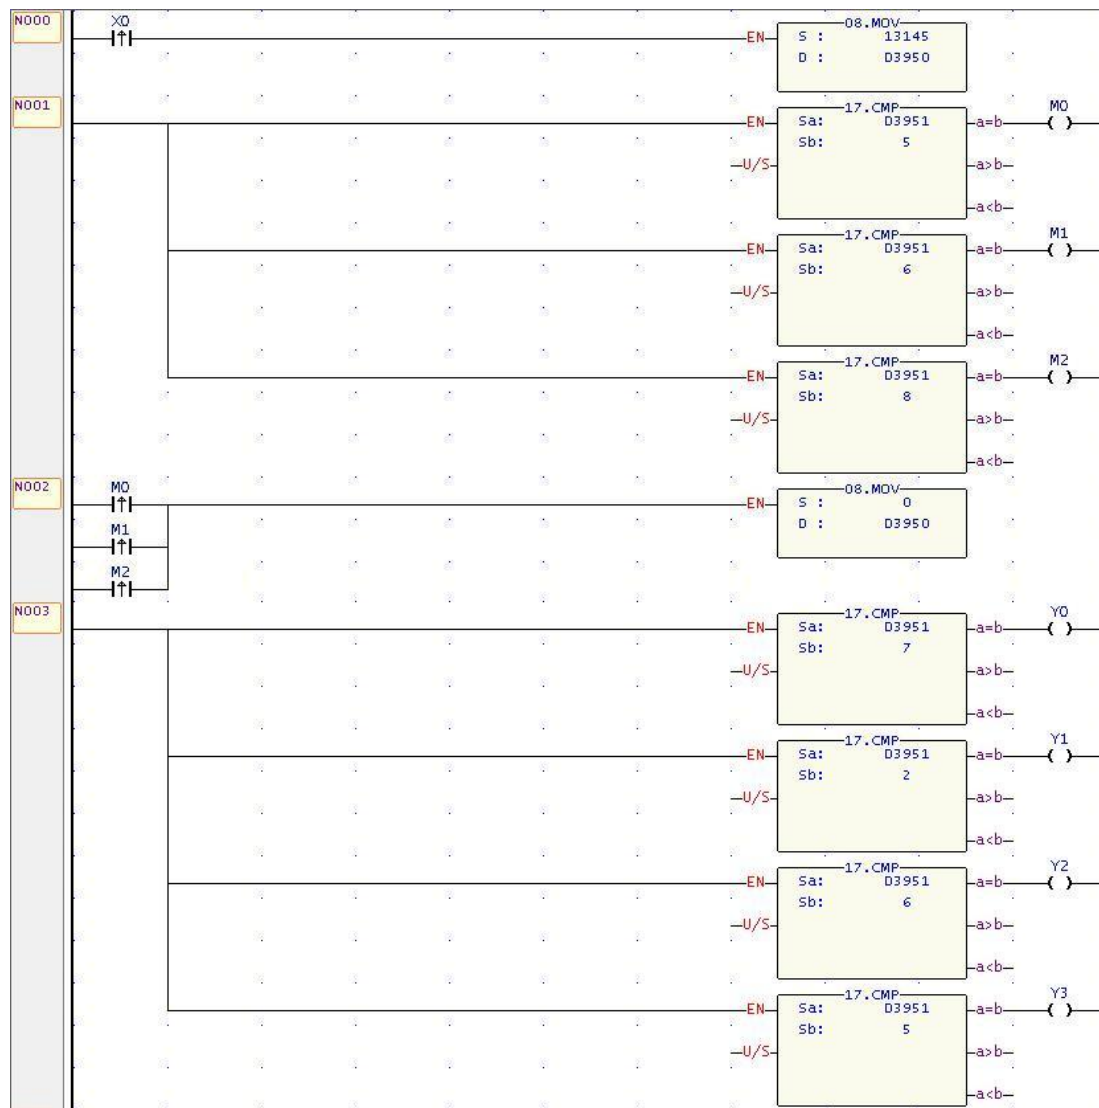 N000
X0
08.MOV
EN
S : 13145
D : D3950
N001
17.CMP
M0
EN
Sa: D3951
a=b
Sb: 5
U/S
a>b
a<b
17.CMP
M1
EN
Sa: D3951
a=b
Sb: 6
U/S
a>b
a<b
17.CMP
M2
EN
Sa: D3951
a=b
Sb: 8
U/S
a>b
a<b
N002
M0
08.MOV
EN
S : 0
D : D3950
M1
M2
N003
17.CMP
Y0
EN
Sa: D3951
a=b
Sb: 7
U/S
a>b
a<b
17.CMP
Y1
EN
Sa: D3951
a=b
Sb: 2
U/S
a>b
a<b
17.CMP
Y2
EN
Sa: D3951
a=b
Sb: 6
U/S
a>b
a<b
17.CMP
Y3
EN
Sa: D3951
a=b
Sb: 5
U/S
a>b
a<b